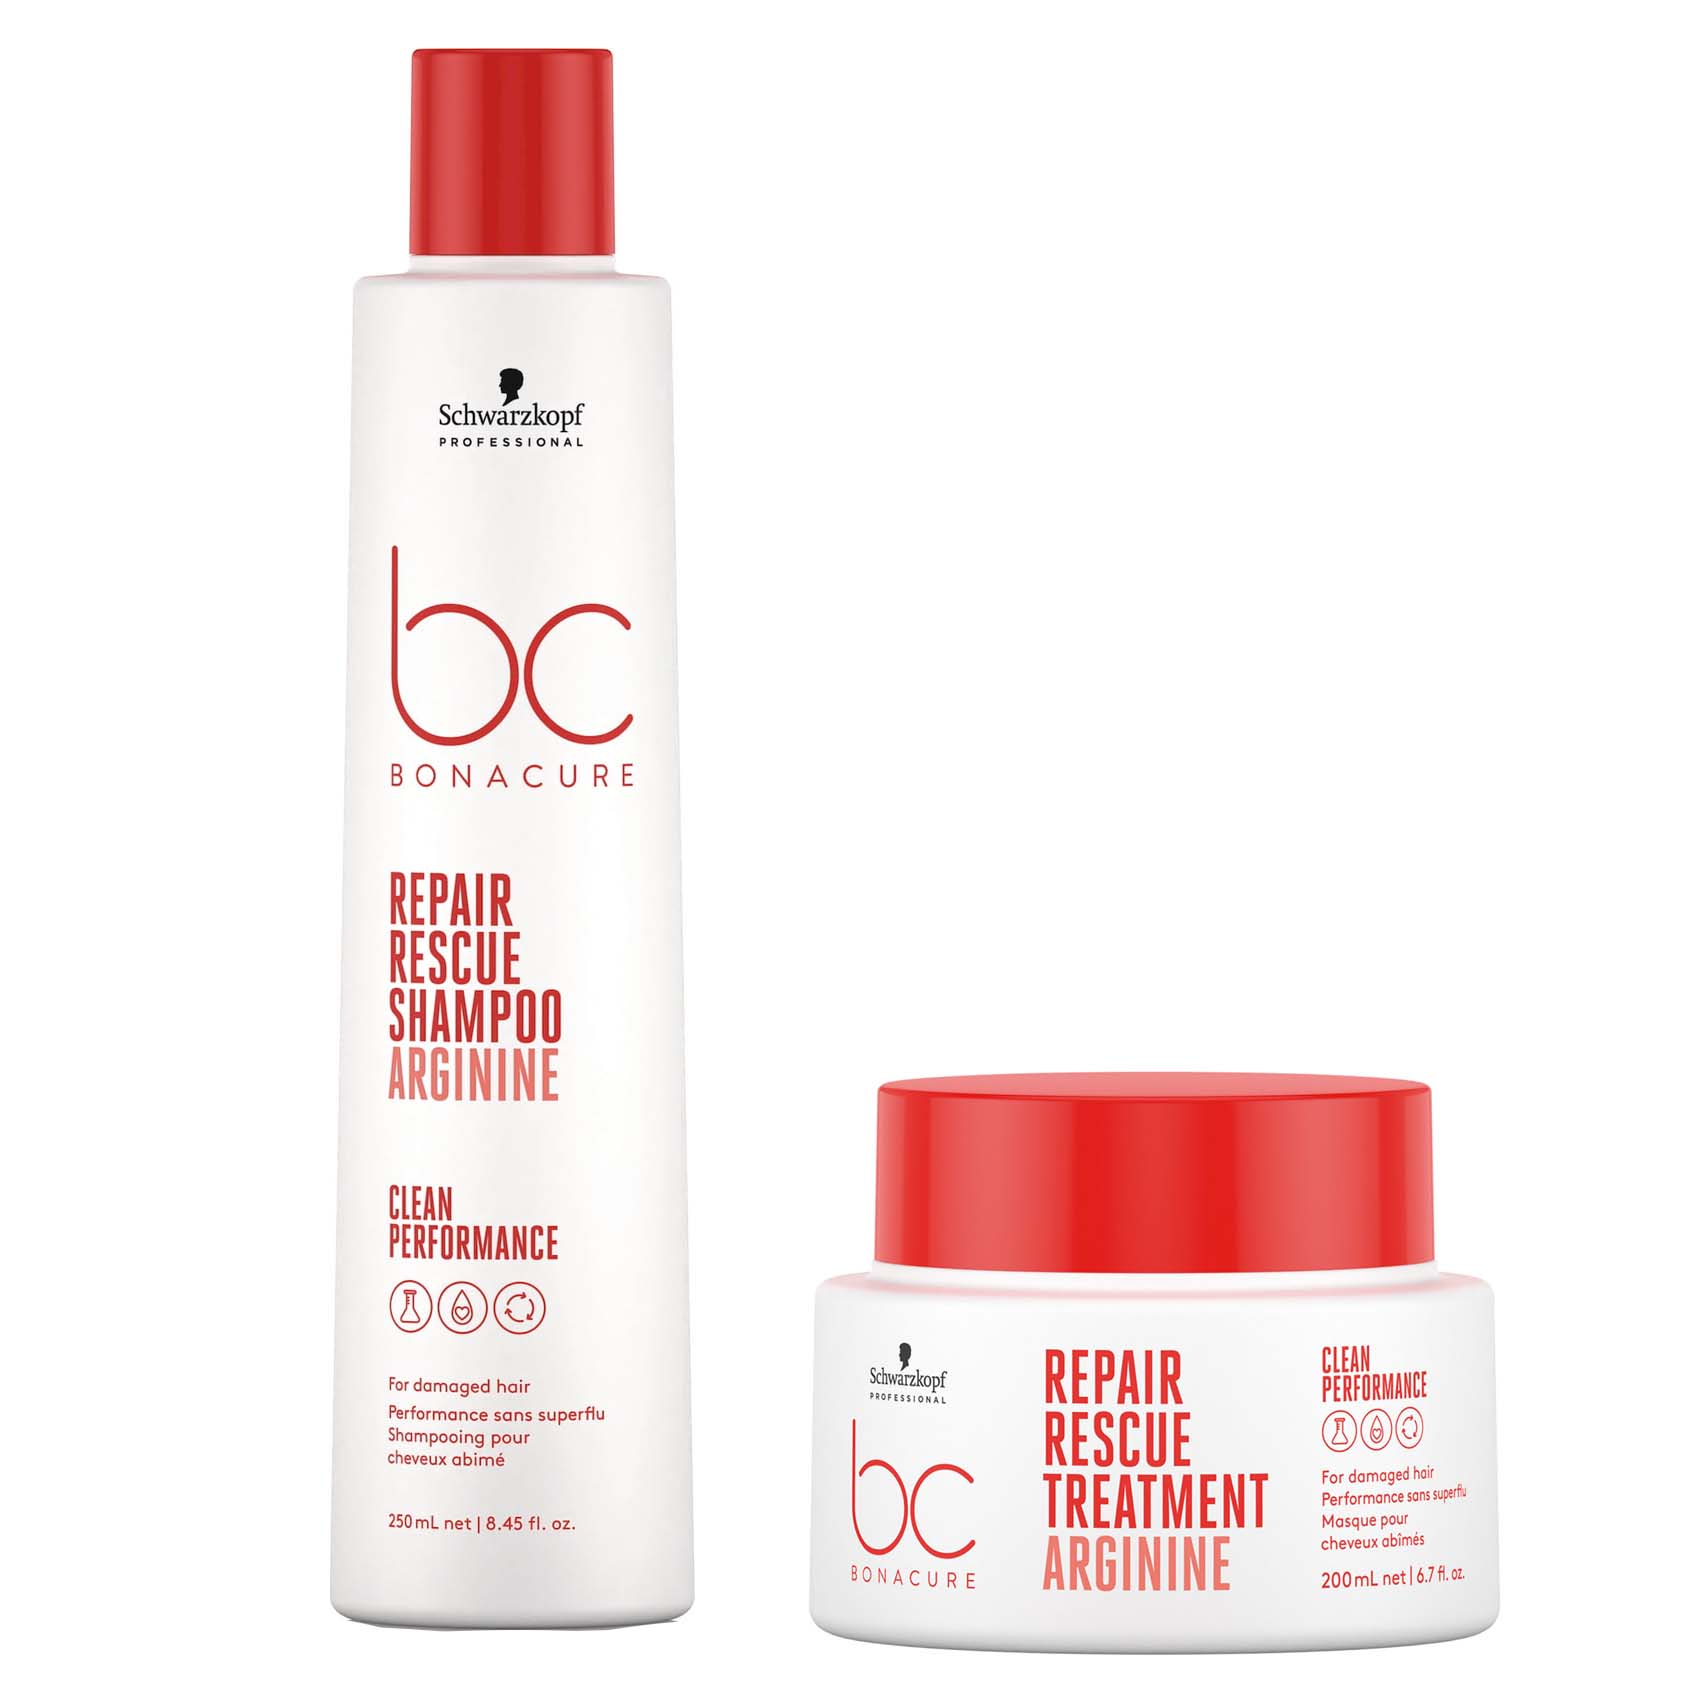 Schwarzkopf
PROFESSIONAL
bc
BONACURE
REPAIR
RESCUE
SHAMPOO
ARGININE
CLEAN
PERFORMANCE
For damaged hair
Performance sans superflu
Shampooing pour
cheveux abimé
250 mL net | 8.45 fl. oz.
Schwarzkopf
PROFESSIONAL
bc
BONACURE
REPAIR
RESCUE
TREATMENT
ARGININE
CLEAN
PERFORMANCE
For damaged hair
Performance sans superflu
Masque pour
cheveux abîmés
200 mL net | 6.7 fl. oz.